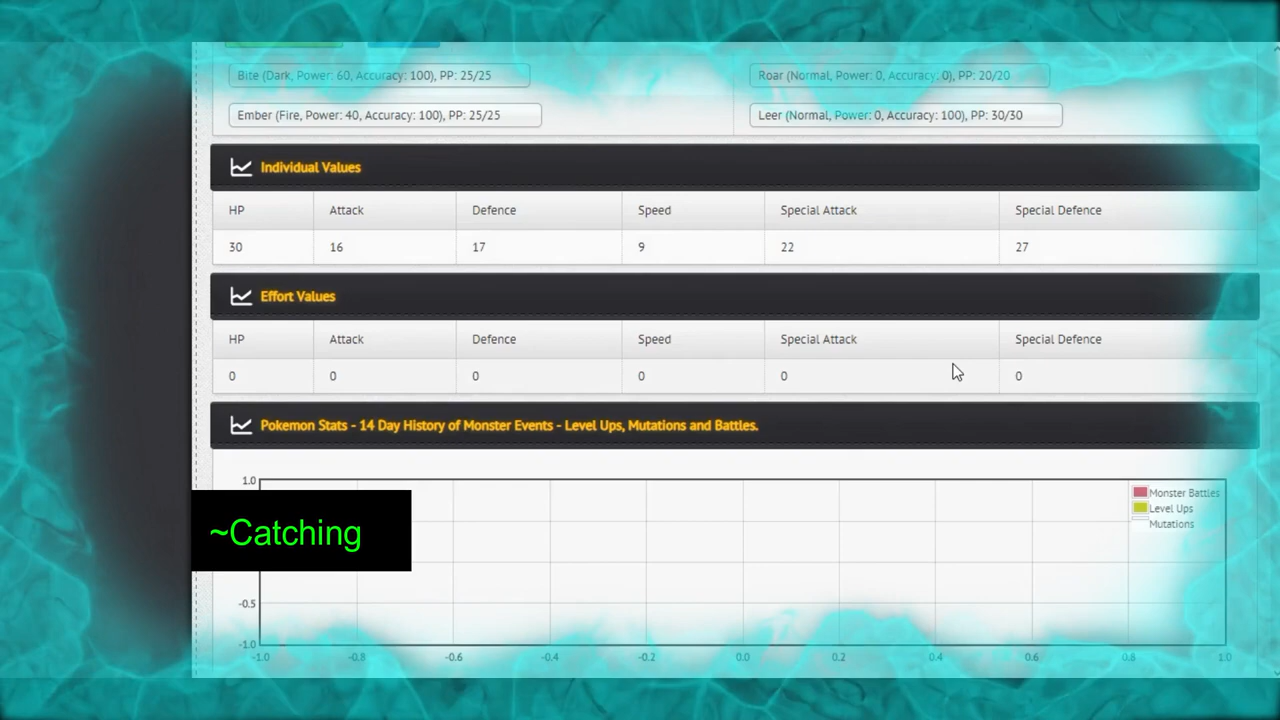 Bite (Dark, Power: 60, Accuracy: 100), PP: 25/25
Roar (Normal, Power: 0, Accuracy: 0), PP: 20/20
Ember (Fire, Power: 40, Accuracy: 100), PP: 25/25
Leer (Normal, Power: 0, Accuracy: 100), PP: 30/30
Individual Values
HP Attack Defence Speed Special Attack Special Defence
30 16 17 9 22 27
Effort Values
HP Attack Defence Speed Special Attack Special Defence
0 0 0 0 0 0
Pokemon Stats - 14 Day History of Monster Events - Level Ups, Mutations and Battles.
1.0
Monster Battles
Level Ups
Mutations
~Catching
-0.5
-1.0
-1.0 -0.8 -0.6 -0.4 -0.2 0.0 0.2 0.4 0.6 0.8 1.0